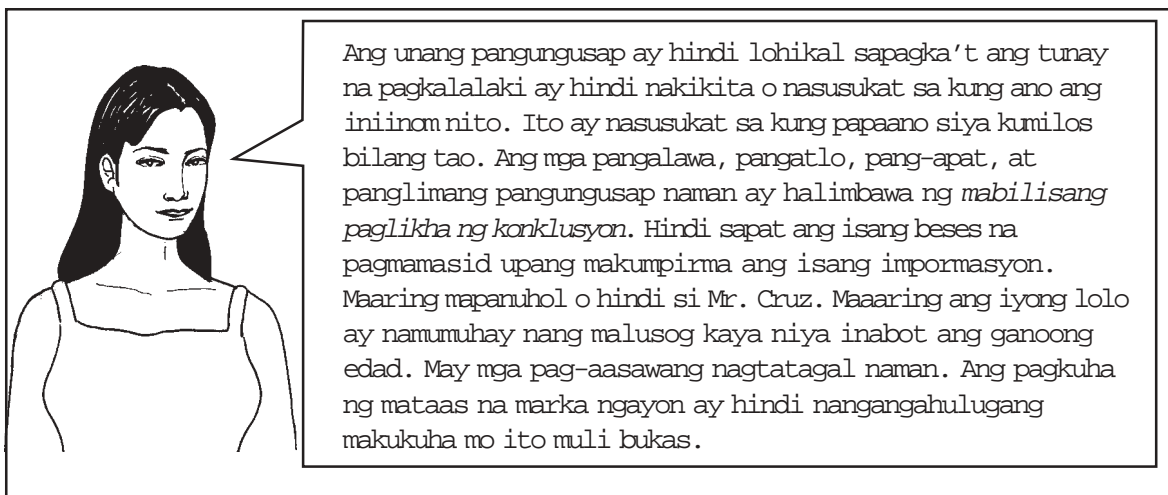 Ang unang pangungusap ay hindi lohikal sapagka't ang tunay
na pagkalalaki ay hindi nakikita o nasusukat sa kung ano ang
iniinom nito. Ito ay nasusukat sa kung papaano siya kumilos
bilang tao. Ang mga pangalawa, pangatlo, pang-apat, at
panglimang pangungusap naman ay halimbawa ng mabilisang
paglikha ng konklusyon. Hindi sapat ang isang beses na
pagmamasid upang makumpirma ang isang impormasyon.
Maaring mapanuhol o hindi si Mr. Cruz. Maaaring ang iyong lolo
ay namumuhay nang malusog kaya niya inabot ang ganoong
edad. May mga pag-aasawang nagtatagal naman. Ang pagkuha
ng mataas na marka ngayon ay hindi nangangahulugang
makukuha mo ito muli bukas.